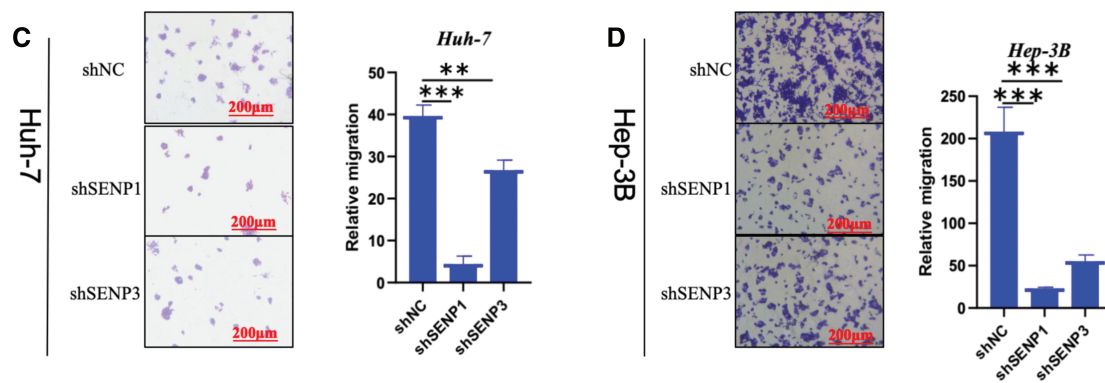 C
Huh-7
shNC
200μm
shSENP1
200μm
shSENP3
200μm
Huh-7
**
***
Relative migration
50
40
30
20
10
0
shNC
shSENP1
shSENP3
D
Hep-3B
shNC
200μm
shSENP1
200μm
shSENP3
200μm
Hep-3B
***
***
Relative migration
250
200
150
100
50
0
shNC
shSENP1
shSENP3